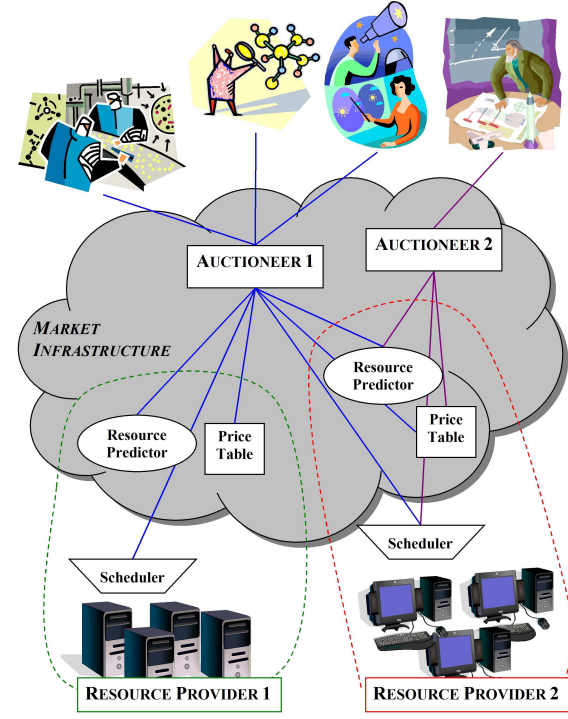 AUCTIONEER 1
AUCTIONEER 2
MARKET
INFRASTRUCTURE
Resource
Predictor
Resource
Predictor
Price
Table
Price
Table
Scheduler
Scheduler
RESOURCE PROVIDER 1
RESOURCE PROVIDER 2